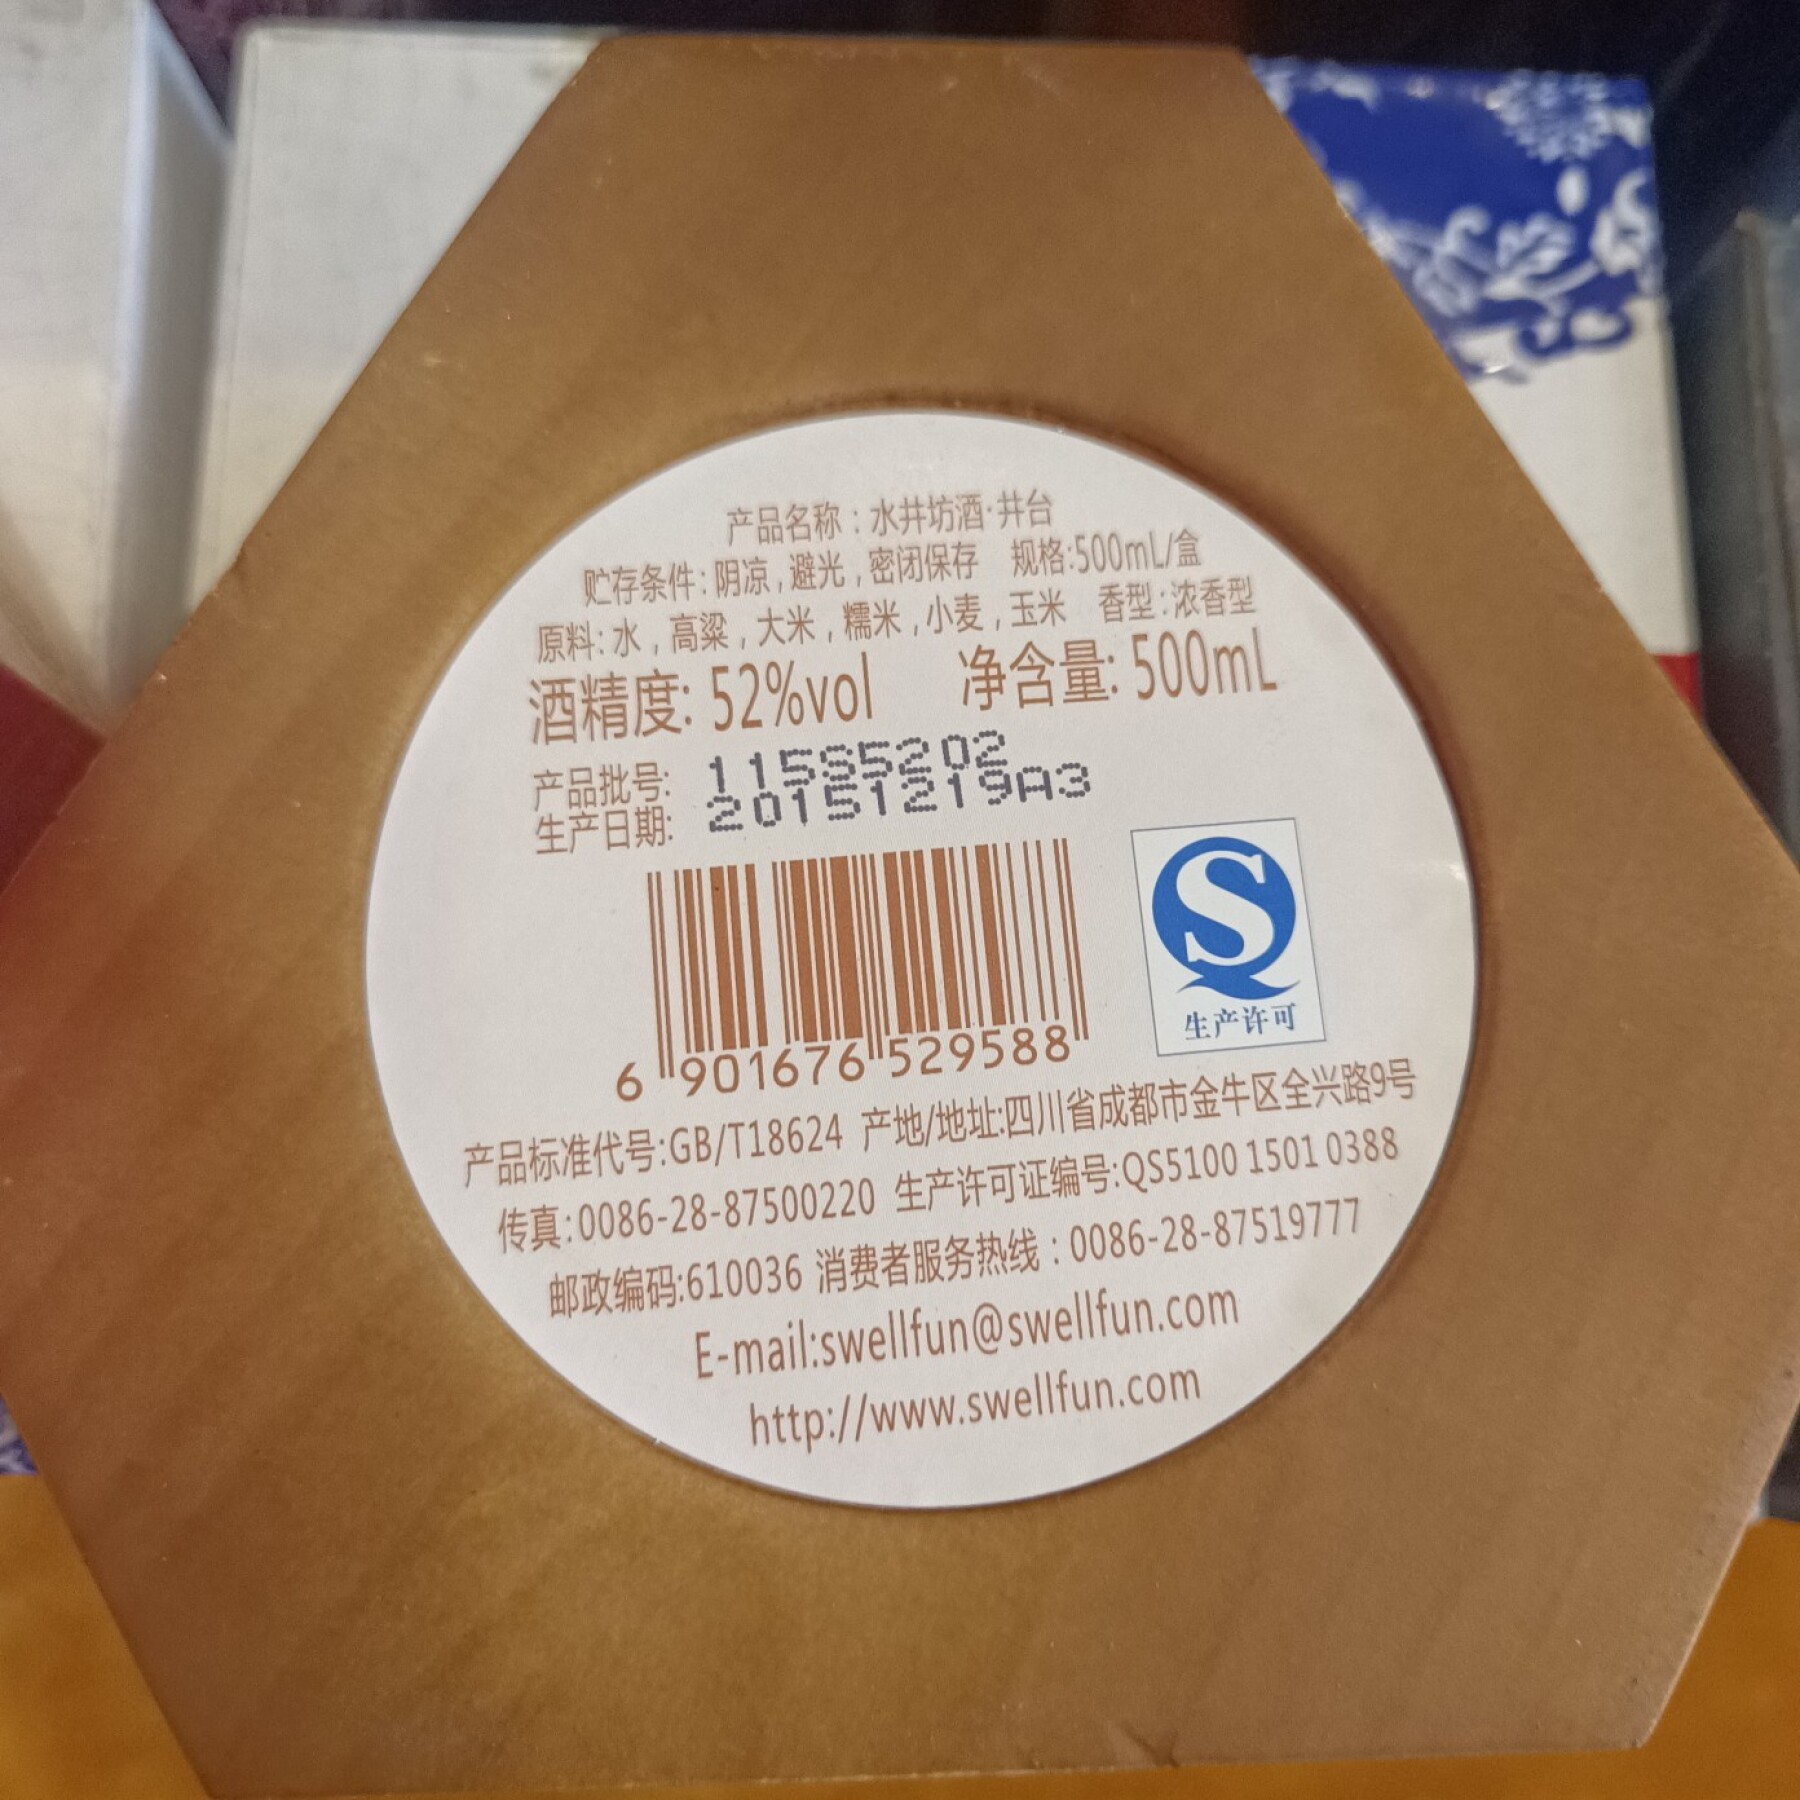 产品名称：水井坊酒·井台
贮存条件：阴凉，避光，密闭保存 规格:500mL/盒
原料：水，高粱，大米，糯米，小麦，玉米 香型：浓香型
酒精度: 52%vol 净含量: 500mL
产品批号: 115S5202
生产日期: 20151219A3
6 901676 529588
S
生产许可
产品标准代号:GB/T18624 产地/地址:四川省成都市金牛区全兴路9号
传真:0086-28-87500220 生产许可证编号:QS5100 1501 0388
邮政编码:610036 消费者服务热线：0086-28-87519777
E-mail:swellfun@swellfun.com
http://www.swellfun.com